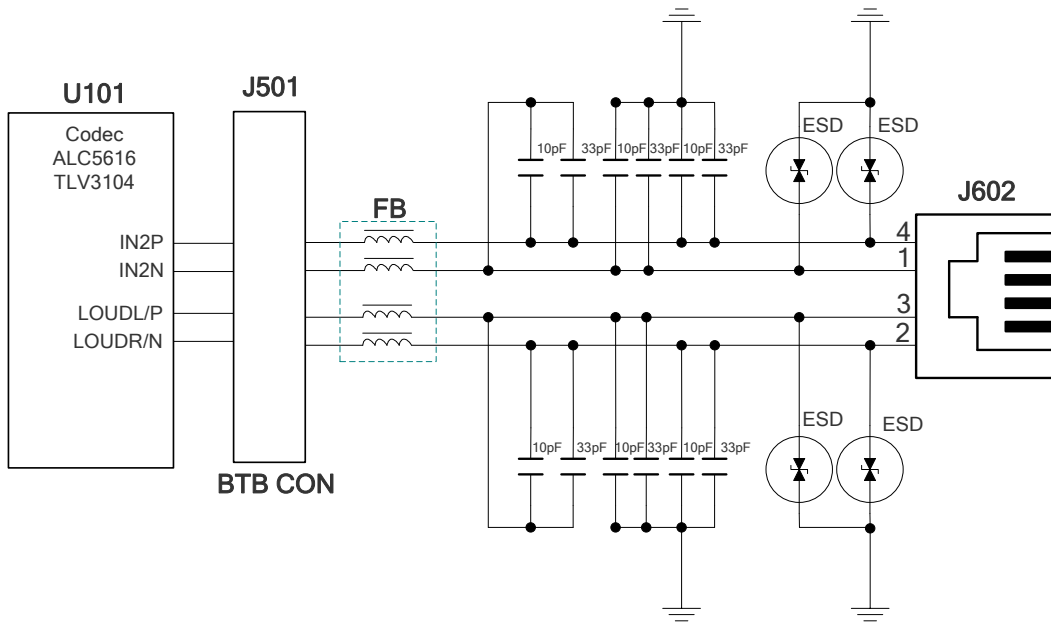 U101
Codec
ALC5616
TLV3104
IN2P
IN2N
LOUDL/P
LOUDR/N
J501
BTB CON
FB
10pF 33pF 10pF 33pF 10pF 33pF
ESD ESD
J602
4
1
3
2
10pF 33pF 10pF 33pF 10pF 33pF
ESD ESD